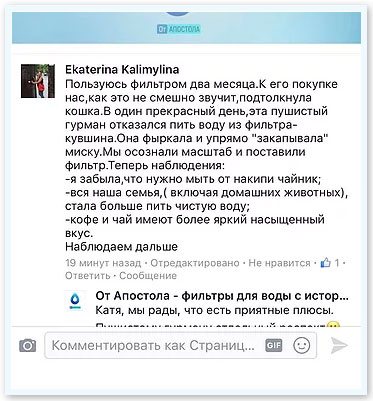 От АПОСТОЛА
Ekaterina Kalimylina
Пользуюсь фильтром два месяца.К его покупке
нас,как это не смешно звучит,подтолкнула
кошка.В один прекрасный день,эта пушистый
гурман отказался пить воду из фильтра-
кувшина.Она фыркала и упрямо "закапывала"
миску.Мы осознали масштаб и поставили
фильтр.Теперь наблюдения:
-я забыла,что нужно мыть от накипи чайник;
-вся наша семья,( включая домашних животных),
стала больше пить чистую воду;
-кофе и чай имеют более яркий насыщенный
вкус.
Наблюдаем дальше
19 минут назад · Отредактировано · Не нравится · 1 ·
Ответить · Сообщение
От Апостола - фильтры для воды с истор...
Катя, мы рады, что есть приятные плюсы.
Пушистому гурману отдельный
Комментировать как Страниц...
GIF